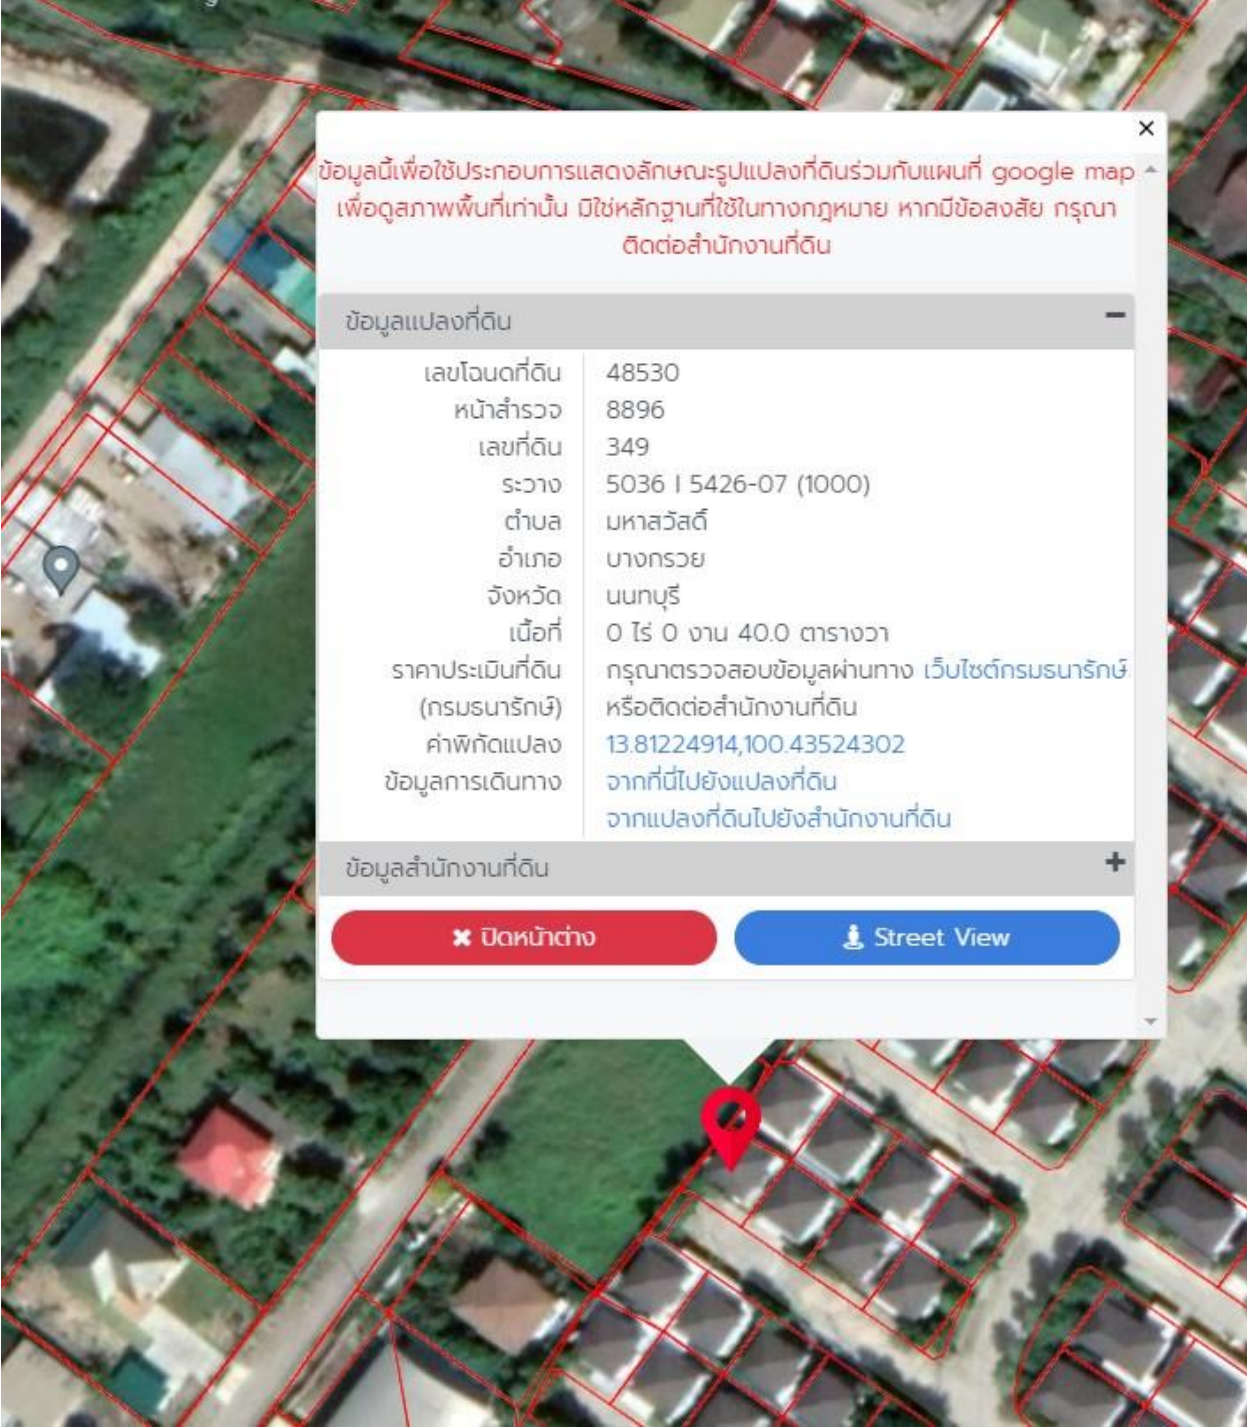 ข้อมูลนี้เพื่อใช้ประกอบการแสดงลักษณะรูปแปลงที่ดินร่วมกับแผนที่ google map
เพื่อดูสภาพพื้นที่เท่านั้น มิใช่หลักฐานที่ใช้ในทางกฎหมาย หากมีข้อสงสัย กรุณา
ติดต่อสำนักงานที่ดิน
ข้อมูลแปลงที่ดิน
เลขโฉนดที่ดิน 48530
หน้าสำรวจ 8896
เลขที่ดิน 349
ระวาง 5036 I 5426-07 (1000)
ตำบล มหาสวัสดิ์
อำเภอ บางกรวย
จังหวัด นนทบุรี
เนื้อที่ 0 ไร่ 0 งาน 40.0 ตารางวา
ราคาประเมินที่ดิน กรุณาตรวจสอบข้อมูลผ่านทาง เว็บไซต์กรมธนารักษ์
(กรมธนารักษ์) หรือติดต่อสำนักงานที่ดิน
ค่าพิกัดแปลง 13.81224914,100.43524302
ข้อมูลการเดินทาง จากที่นี่ไปยังแปลงที่ดิน
จากแปลงที่ดินไปยังสำนักงานที่ดิน
ข้อมูลสำนักงานที่ดิน
ปิดหน้าต่าง Street View